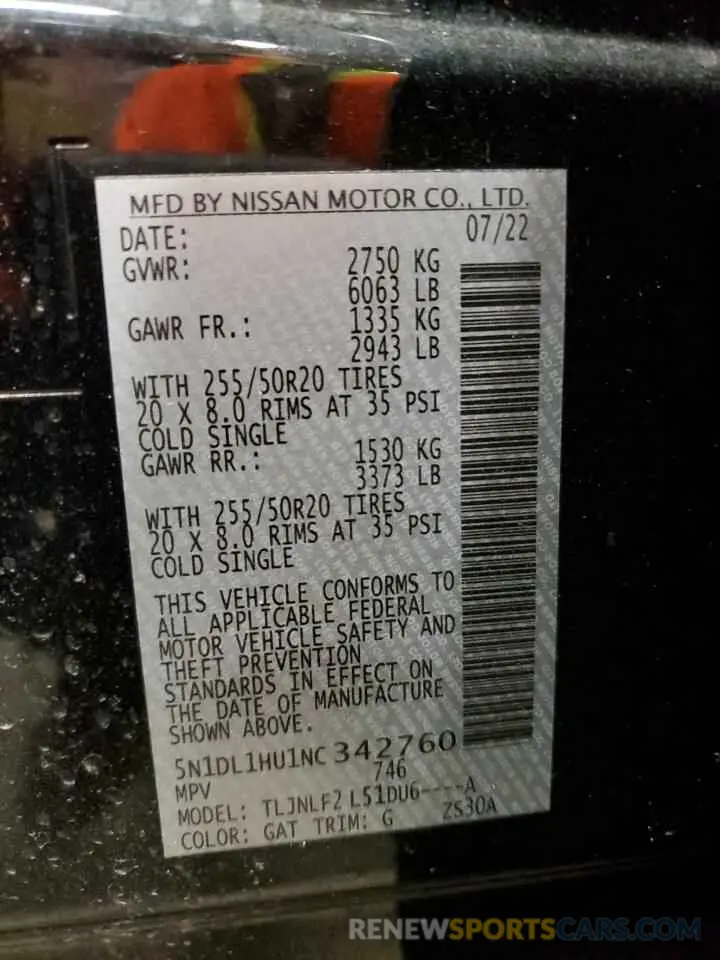 MFD BY NISSAN MOTOR CO., LTD.
DATE: 07/22
GVWR: 2750 KG
6063 LB
GAWR FR.: 1335 KG
2943 LB
WITH 255/50R20 TIRES
20 X 8.0 RIMS AT 35 PSI
COLD SINGLE
GAWR RR.: 1530 KG
3373 LB
WITH 255/50R20 TIRES
20 X 8.0 RIMS AT 35 PSI
COLD SINGLE
THIS VEHICLE CONFORMS TO
ALL APPLICABLE FEDERAL
MOTOR VEHICLE SAFETY AND
THEFT PREVENTION
STANDARDS IN EFFECT ON
THE DATE OF MANUFACTURE
SHOWN ABOVE.
5N1DL1HU1NC 342760
MPV 746
MODEL: TLJNLF2 L51DU6----A
COLOR: GAT TRIM: G ZS30A
RENEWSPORTSCARS.COM